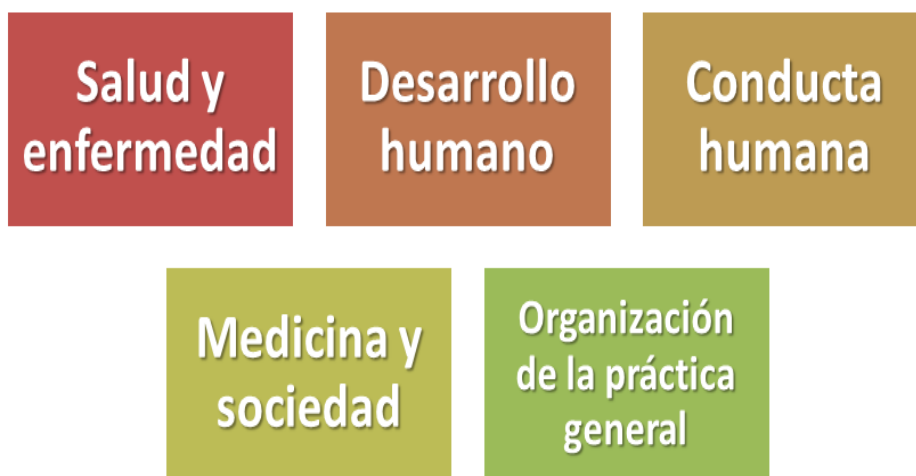 Salud y
enfermedad
Desarrollo
humano
Conducta
humana
Medicina y
sociedad
Organización
de la práctica
general